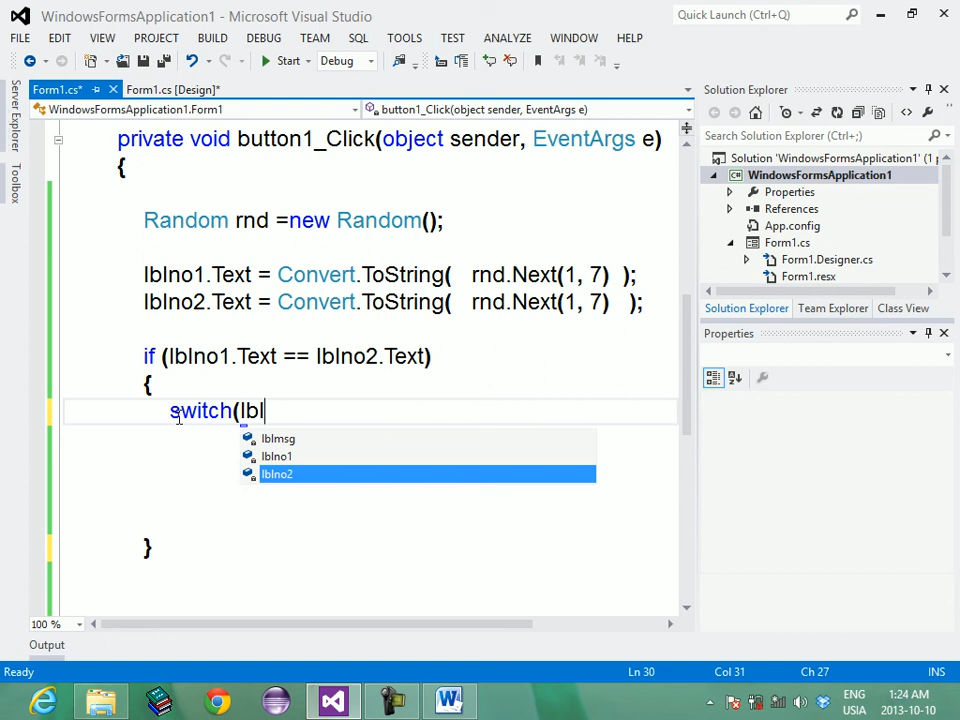 WindowsFormsApplication1 - Microsoft Visual Studio
Quick Launch (Ctrl+Q)
FILE EDIT VIEW PROJECT BUILD DEBUG TEAM SQL TOOLS TEST ANALYZE WINDOW HELP
Start Debug
Server Explorer
Toolbox
Form1.cs* Form1.cs [Design]*
WindowsFormsApplication1.Form1 button1_Click(object sender, EventArgs e)
private void button1_Click(object sender, EventArgs e)
{
Random rnd =new Random();
lblno1.Text = Convert.ToString( rnd.Next(1, 7) );
lblno2.Text = Convert.ToString( rnd.Next(1, 7) );
if (lblno1.Text == lblno2.Text)
{
switch(lbl
lblmsg
lblno1
lblno2
}
100 %
Solution Explorer
Search Solution Explorer (Ctrl+;)
Solution 'WindowsFormsApplication1' (1 p
C# WindowsFormsApplication1
Properties
References
App.config
Form1.cs
Form1.Designer.cs
Form1.resx
Solution Explorer Team Explorer Class View
Properties
Output
Ready Ln 30 Col 31 Ch 27 INS
ENG
USIA
1:24 AM
2013-10-10